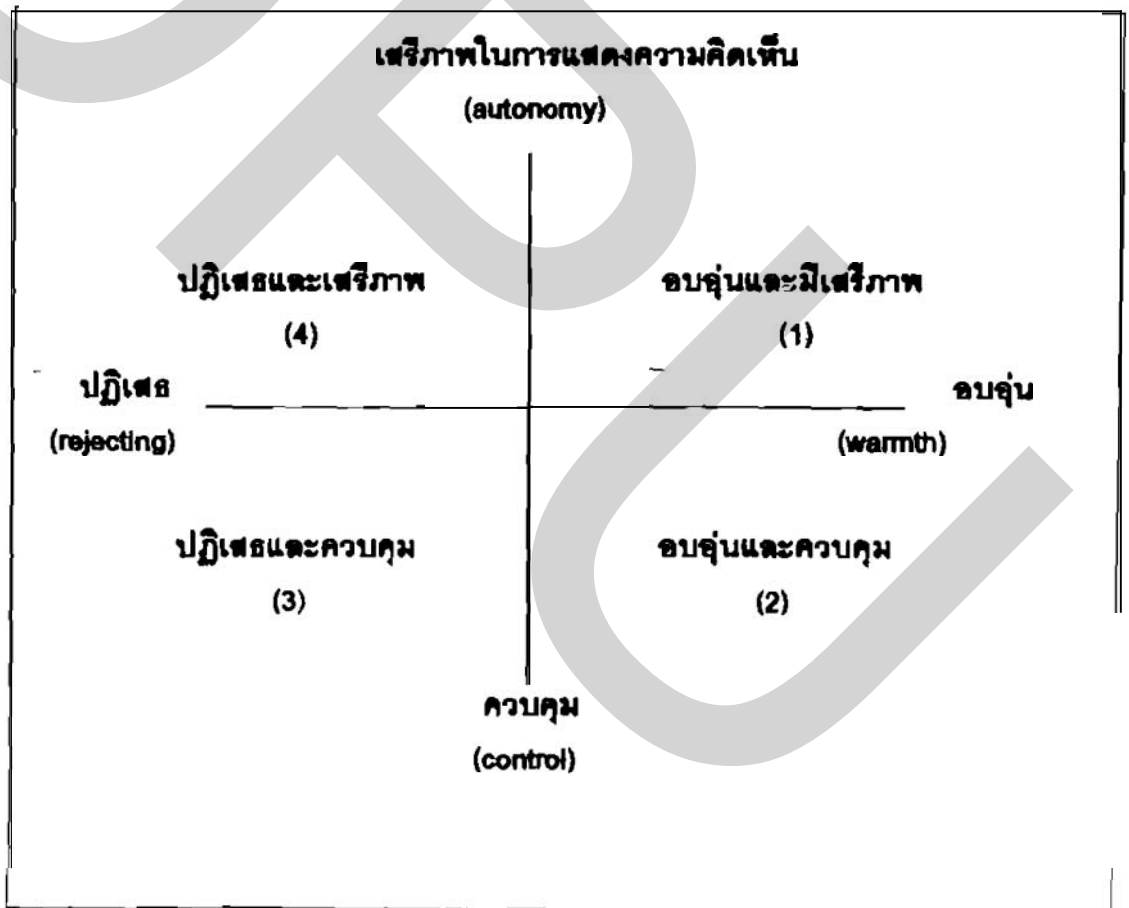 เสรีภาพในการแสดงความคิดเห็น
(autonomy)
ปฏิเสธและเสรีภาพ
(4)
อบอุ่นและมีเสรีภาพ
(1)
ปฏิเสธ
(rejecting)
อบอุ่น
(warmth)
ปฏิเสธและควบคุม
(3)
อบอุ่นและควบคุม
(2)
ควบคุม
(control)